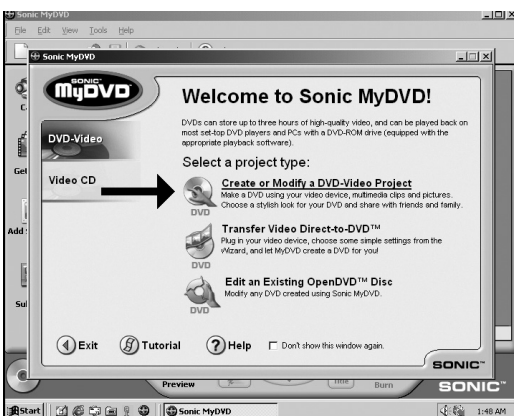 Sonic MyDVD
File Edit View Tools Help
Sonic MyDVD
SONIC™
MyDVD
Welcome to Sonic MyDVD!
DVDs can store up to three hours of high-quality video, and can be played back on
most set-top DVD players and PCs with a DVD-ROM drive (equipped with the
appropriate playback software).
DVD-Video
Select a project type:
Video CD
Create or Modify a DVD-Video Project
Make a DVD using your video device, multimedia clips and pictures.
Choose a stylish look for your DVD and share with friends and family.
DVD
Transfer Video Direct-to-DVD™
Plug in your video device, choose some simple settings from the
Wizard, and let MyDVD create a DVD for you!
DVD
Edit an Existing OpenDVD™ Disc
Modify any DVD created using Sonic MyDVD.
DVD
Exit Tutorial Help Don't show this window again.
SONIC™
Preview Title Burn
SONIC™
Start Sonic MyDVD 1:48 AM